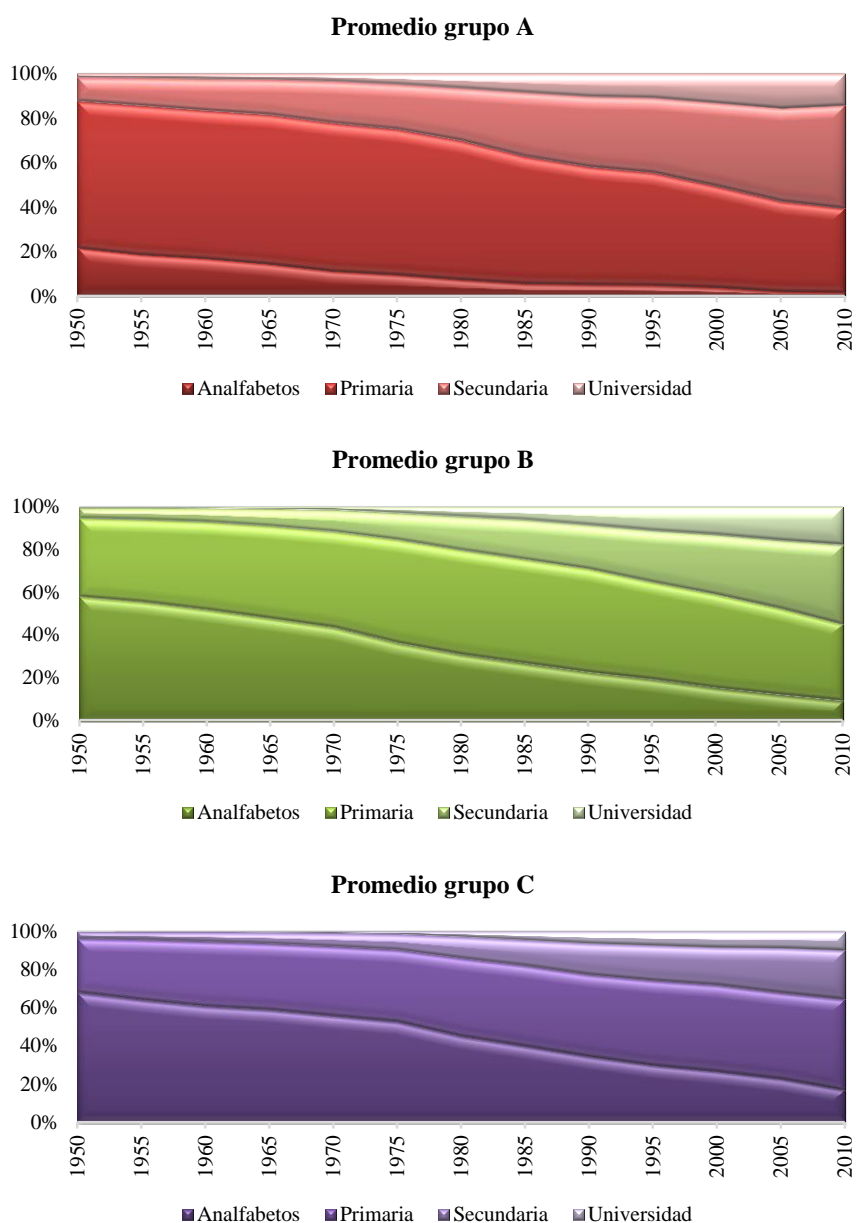 Promedio grupo A
100%
80%
60%
40%
20%
0%
1950 1955 1960 1965 1970 1975 1980 1985 1990 1995 2000 2005 2010
Analfabetos Primaria Secundaria Universidad
Promedio grupo B
100%
80%
60%
40%
20%
0%
1950 1955 1960 1965 1970 1975 1980 1985 1990 1995 2000 2005 2010
Analfabetos Primaria Secundaria Universidad
Promedio grupo C
100%
80%
60%
40%
20%
0%
1950 1955 1960 1965 1970 1975 1980 1985 1990 1995 2000 2005 2010
Analfabetos Primaria Secundaria Universidad